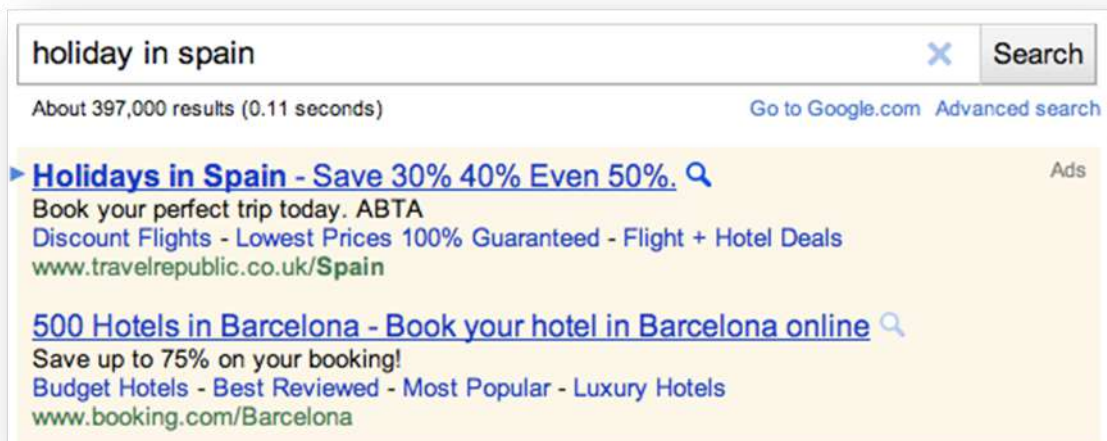 holiday in spain Search
About 397,000 results (0.11 seconds) Go to Google.com Advanced search
Holidays in Spain - Save 30% 40% Even 50%. Ads
Book your perfect trip today. ABTA
Discount Flights - Lowest Prices 100% Guaranteed - Flight + Hotel Deals
www.travelrepublic.co.uk/Spain
500 Hotels in Barcelona - Book your hotel in Barcelona online
Save up to 75% on your booking!
Budget Hotels - Best Reviewed - Most Popular - Luxury Hotels
www.booking.com/Barcelona